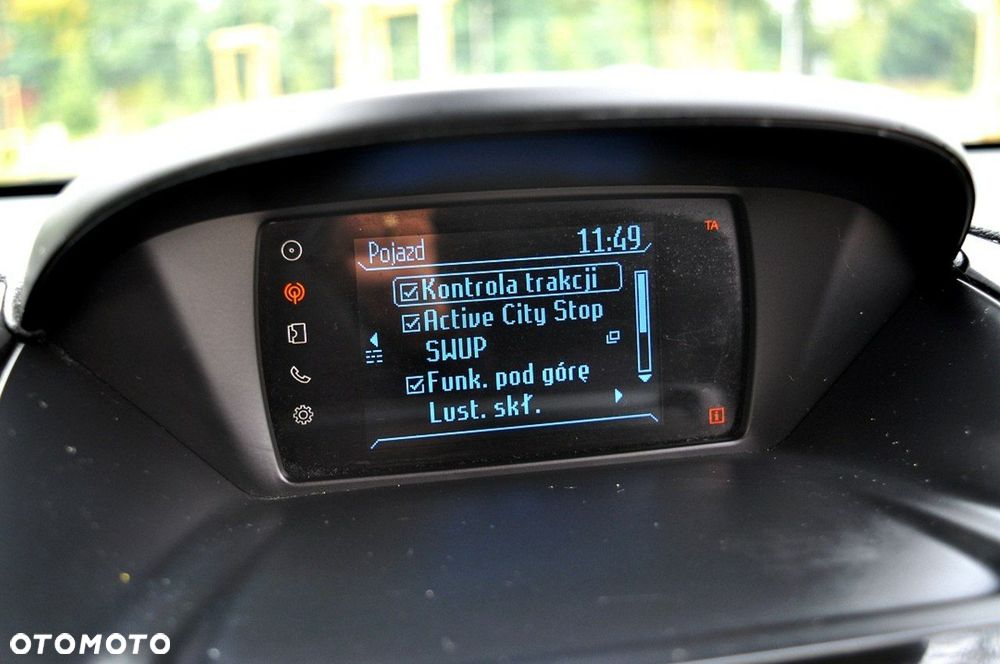 TA
Pojazd 11:49
Kontrola trakcji
Active City Stop
SWUP
Funk. pod górę
Lust. skł.
i
OTOMOTO